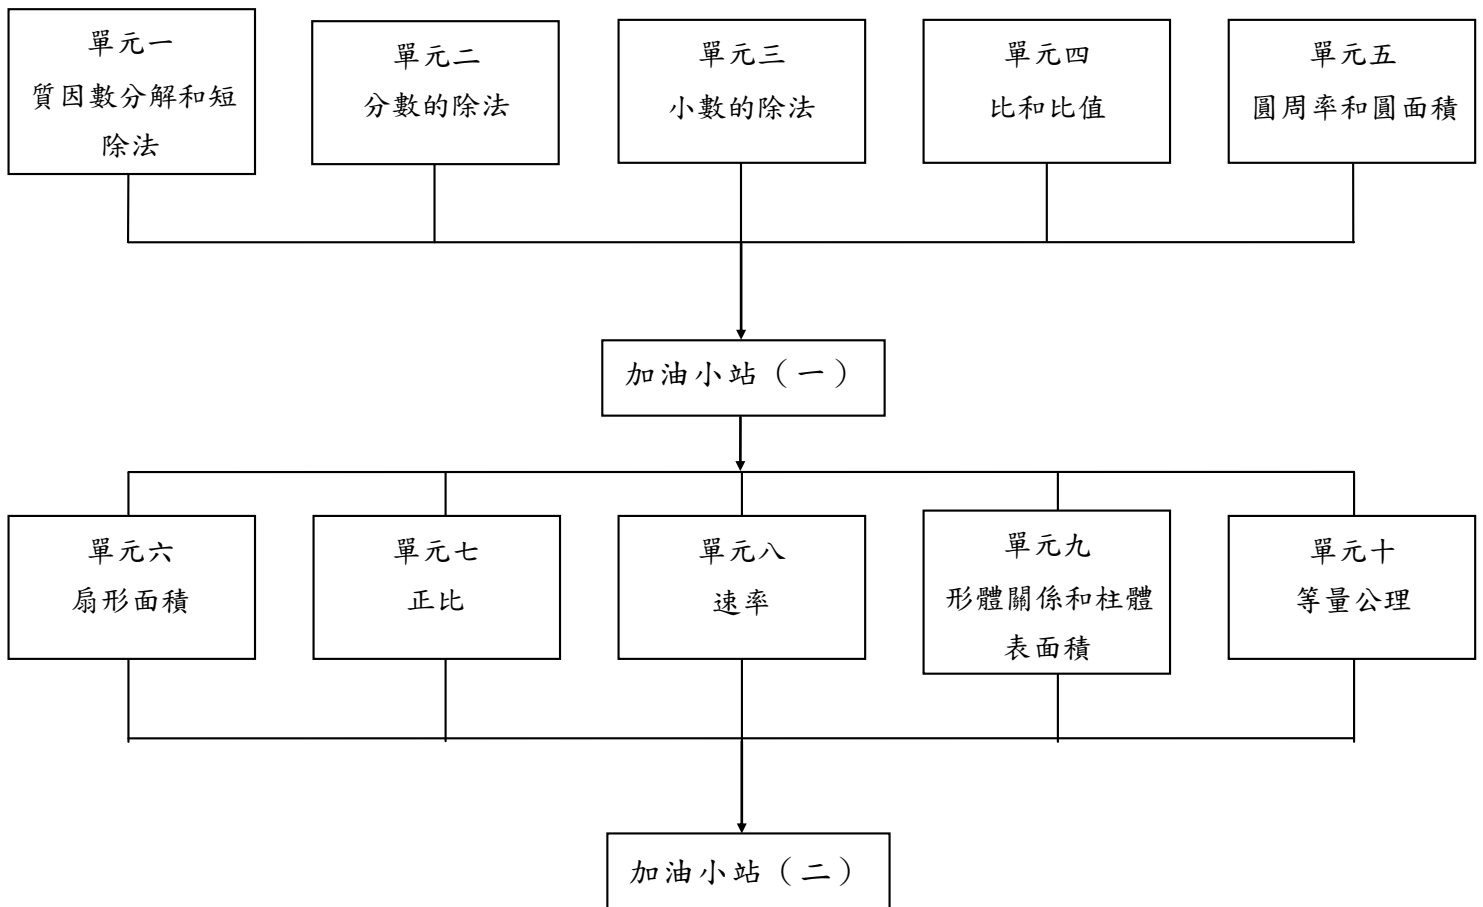 單元一
質因數分解和短
除法
單元二
分數的除法
單元三
小數的除法
單元四
比和比值
單元五
圓周率和圓面積
加油小站（一）
單元六
扇形面積
單元七
正比
單元八
速率
單元九
形體關係和柱體
表面積
單元十
等量公理
加油小站（二）